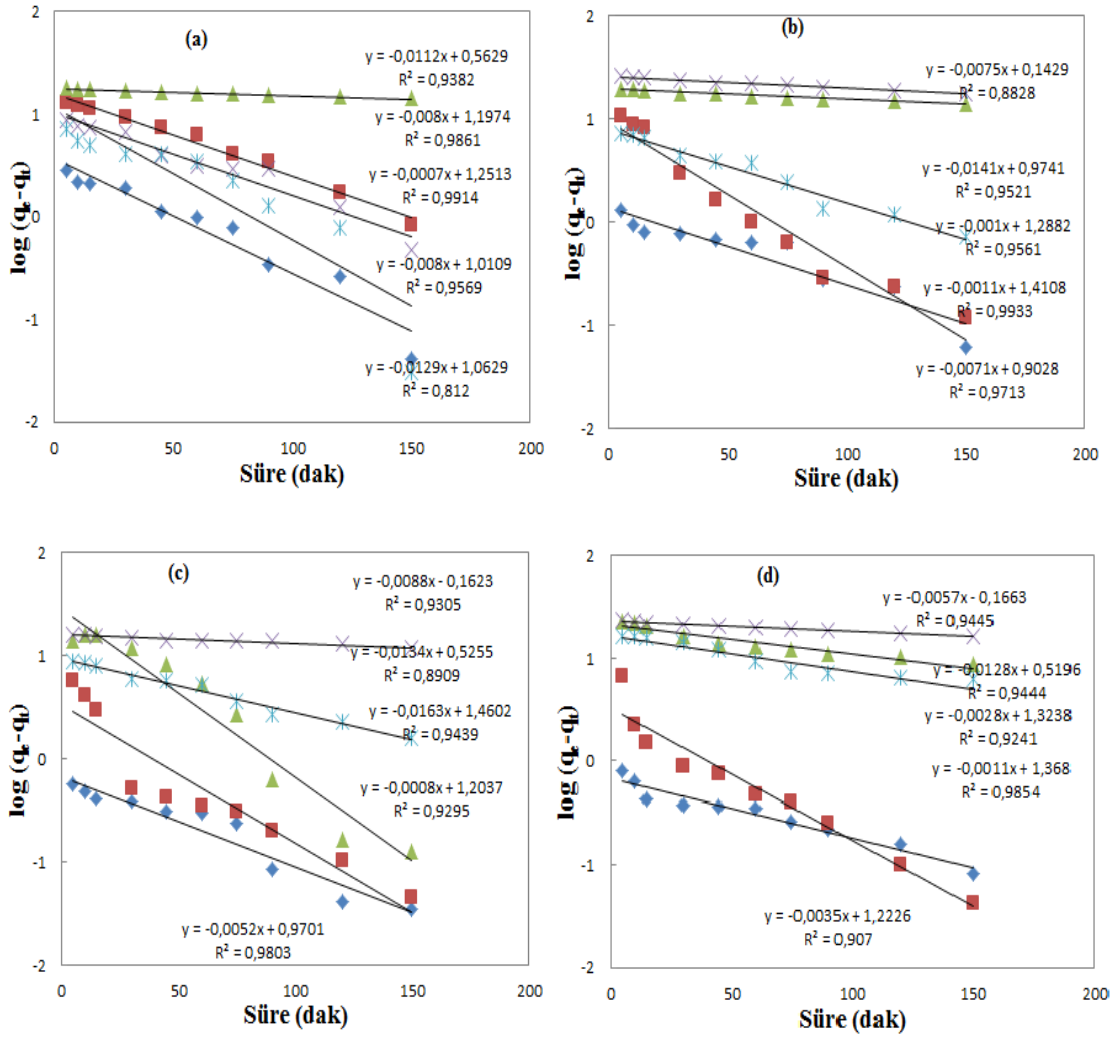 (a)
y = -0,0112x + 0,5629
R² = 0,9382
y = -0,008x + 1,1974
R² = 0,9861
y = -0,0007x + 1,2513
R² = 0,9914
y = -0,008x + 1,0109
R² = 0,9569
y = -0,0129x + 1,0629
R² = 0,812
2
1
0
-1
-2
log (qe-qt)
0 50 100 150 200
Süre (dak)
(b)
y = -0,0075x + 0,1429
R² = 0,8828
y = -0,0141x + 0,9741
R² = 0,9521
y = -0,001x + 1,2882
R² = 0,9561
y = -0,0011x + 1,4108
R² = 0,9933
y = -0,0071x + 0,9028
R² = 0,9713
2
1
0
-1
-2
log (qe-qt)
0 50 100 150 200
Süre (dak)
(c)
y = -0,0088x - 0,1623
R² = 0,9305
y = -0,0134x + 0,5255
R² = 0,8909
y = -0,0163x + 1,4602
R² = 0,9439
y = -0,0008x + 1,2037
R² = 0,9295
y = -0,0052x + 0,9701
R² = 0,9803
2
1
0
-1
-2
log (qe-qt)
0 50 100 150 200
Süre (dak)
(d)
y = -0,0057x - 0,1663
R² = 0,9445
y = -0,0128x + 0,5196
R² = 0,9444
y = -0,0028x + 1,3238
R² = 0,9241
y = -0,0011x + 1,368
R² = 0,9854
y = -0,0035x + 1,2226
R² = 0,907
2
1
0
-1
-2
log (qe-qt)
0 50 100 150 200
Süre (dak)